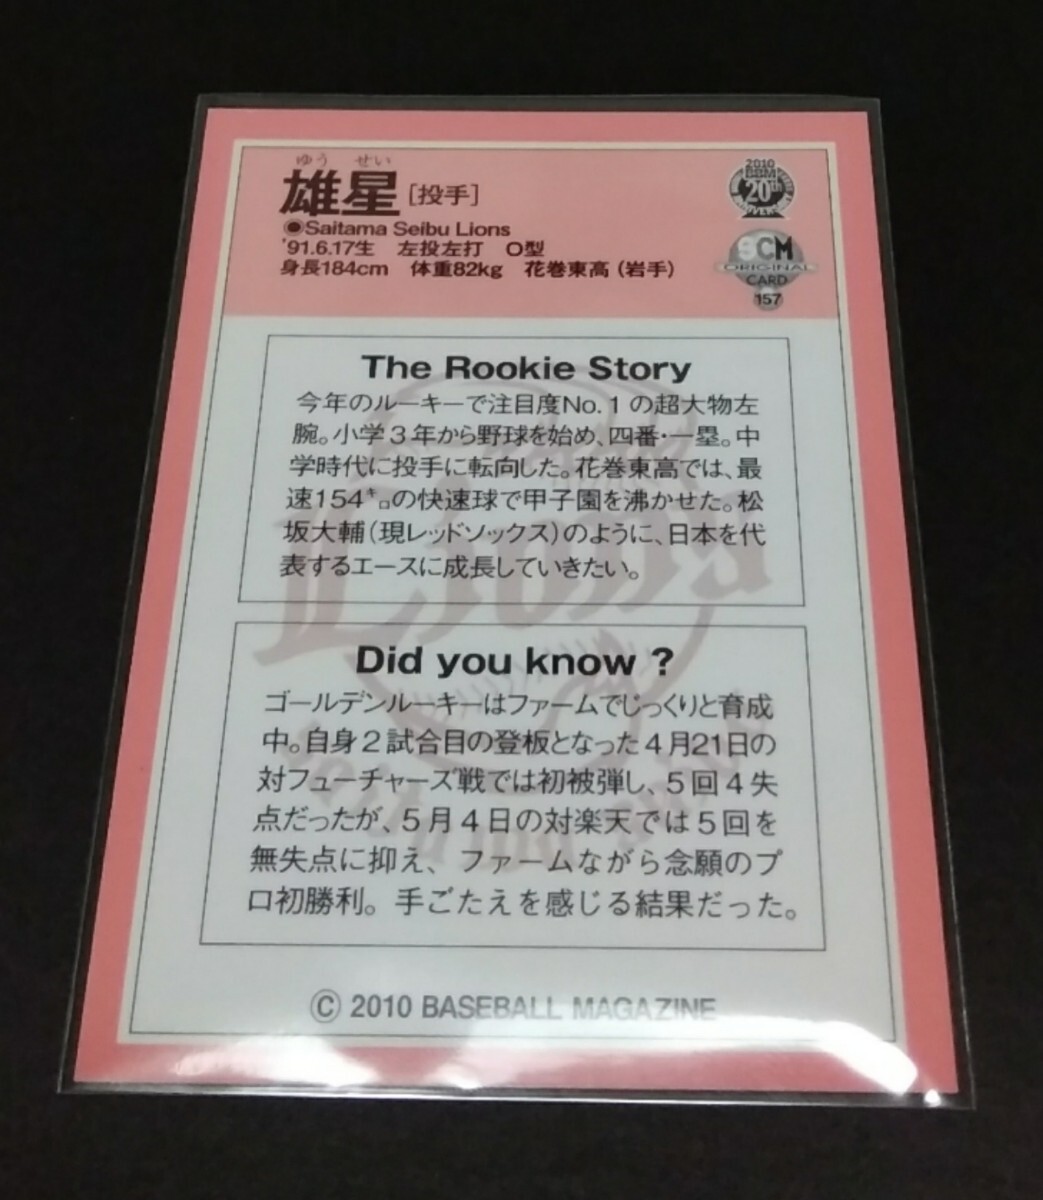 ゆう せい
雄星[投手]
●Saitama Seibu Lions
'91.6.17生 左投左打 O型
身長184cm 体重82kg 花巻東高(岩手)
2010
BBM
20th
ANNIVERSARY
SCM
ORIGINAL
CARD
157
The Rookie Story
今年のルーキーで注目度No.1の超大物左
腕。小学3年から野球を始め、四番・一塁。中
学時代に投手に転向した。花巻東高では、最
速154㌔の快速球で甲子園を沸かせた。松
坂大輔(現レッドソックス)のように、日本を代
表するエースに成長していきたい。
Lions
Did you know ?
ゴールデンルーキーはファームでじっくりと育成
中。自身2試合目の登板となった4月21日の
対フューチャーズ戦では初被弾し、5回4失
点だったが、5月4日の対楽天では5回を
無失点に抑え、ファームながら念願のプ
ロ初勝利。手ごたえを感じる結果だった。
© 2010 BASEBALL MAGAZINE